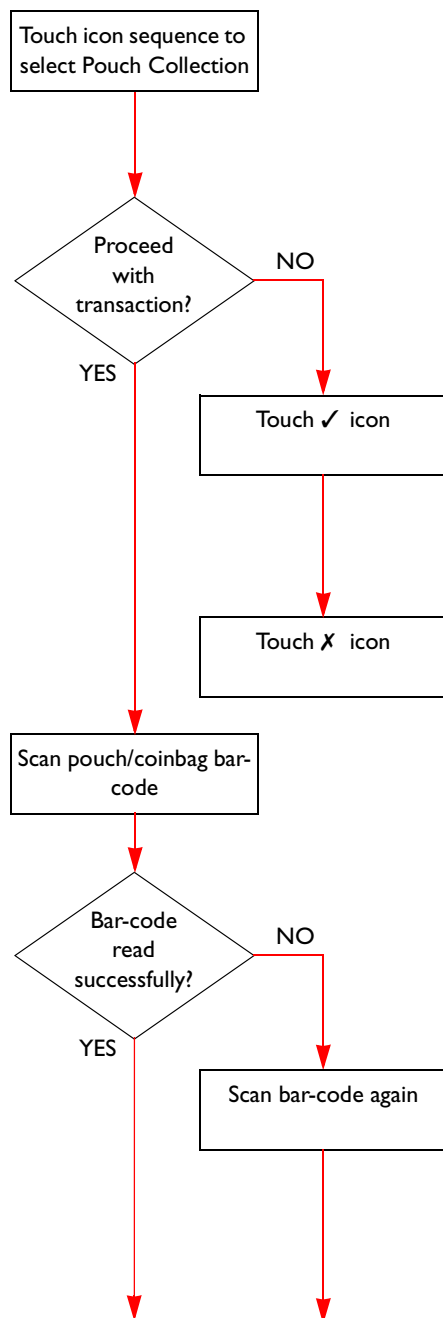 Touch icon sequence to
select Pouch Collection
Proceed
with
transaction?
NO
YES
Touch ✓ icon
Touch ✗ icon
Scan pouch/coinbag bar-
code
Bar-code
read
successfully?
NO
YES
Scan bar-code again